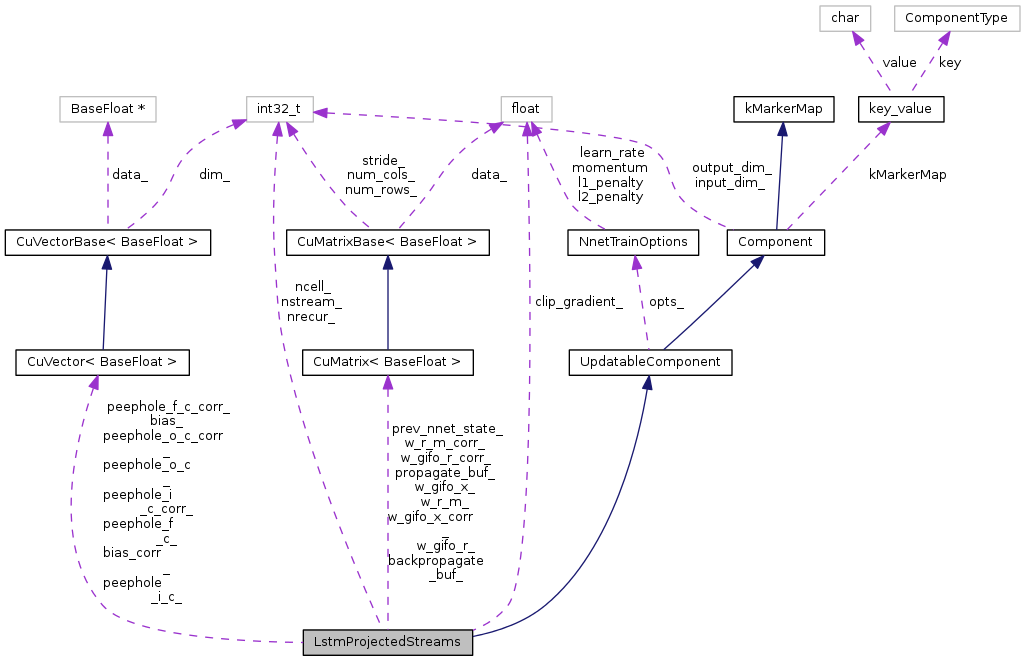 char
ComponentType
value
key
BaseFloat *
int32_t
float
kMarkerMap
key_value
data_
dim_
stride_
num_cols_
num_rows_
data_
learn_rate
momentum
l1_penalty
l2_penalty
output_dim_
input_dim_
kMarkerMap
CuVectorBase< BaseFloat >
CuMatrixBase< BaseFloat >
NnetTrainOptions
Component
ncell_
nstream_
nrecur_
clip_gradient_
opts_
CuVector< BaseFloat >
CuMatrix< BaseFloat >
UpdatableComponent
peephole_f_c_corr_
bias_
peephole_o_c_corr
_
peephole_o_c
_
peephole_i
_c_corr_
peephole_f
_c_
bias_corr
_
peephole
_i_c_
prev_nnet_state_
w_r_m_corr_
w_gifo_r_corr_
propagate_buf_
w_gifo_x_
w_r_m_
w_gifo_x_corr
_
w_gifo_r_
backpropagate
_buf_
LstmProjectedStreams